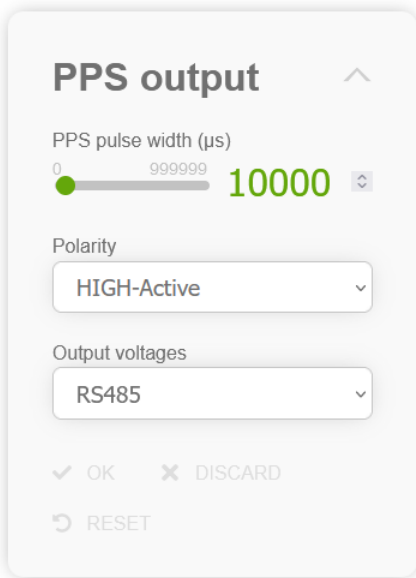 PPS output
PPS pulse width (µs)
0 999999
10000
Polarity
HIGH-Active
Output voltages
RS485
OK DISCARD
RESET